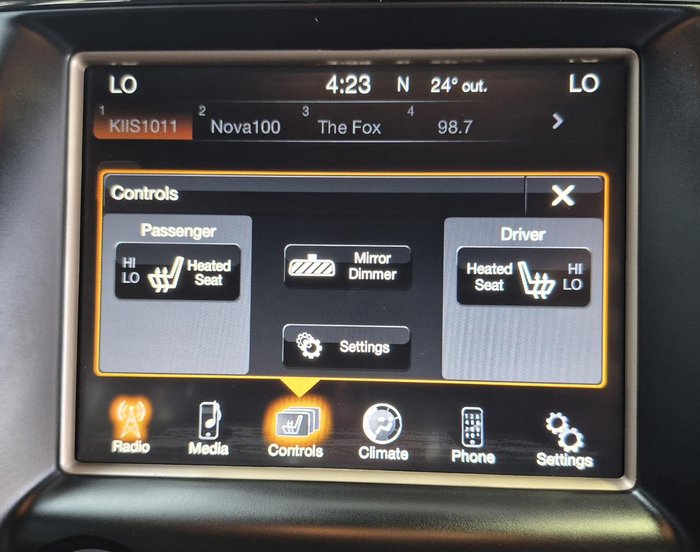 LO 4:23 N 24° out. LO
1 KIIS1011 2 Nova100 3 The Fox 4 98.7
Controls
Passenger
HI
LO
Heated
Seat
Mirror
Dimmer
Settings
Driver
Heated
Seat
HI
LO
Radio Media Controls Climate Phone Settings